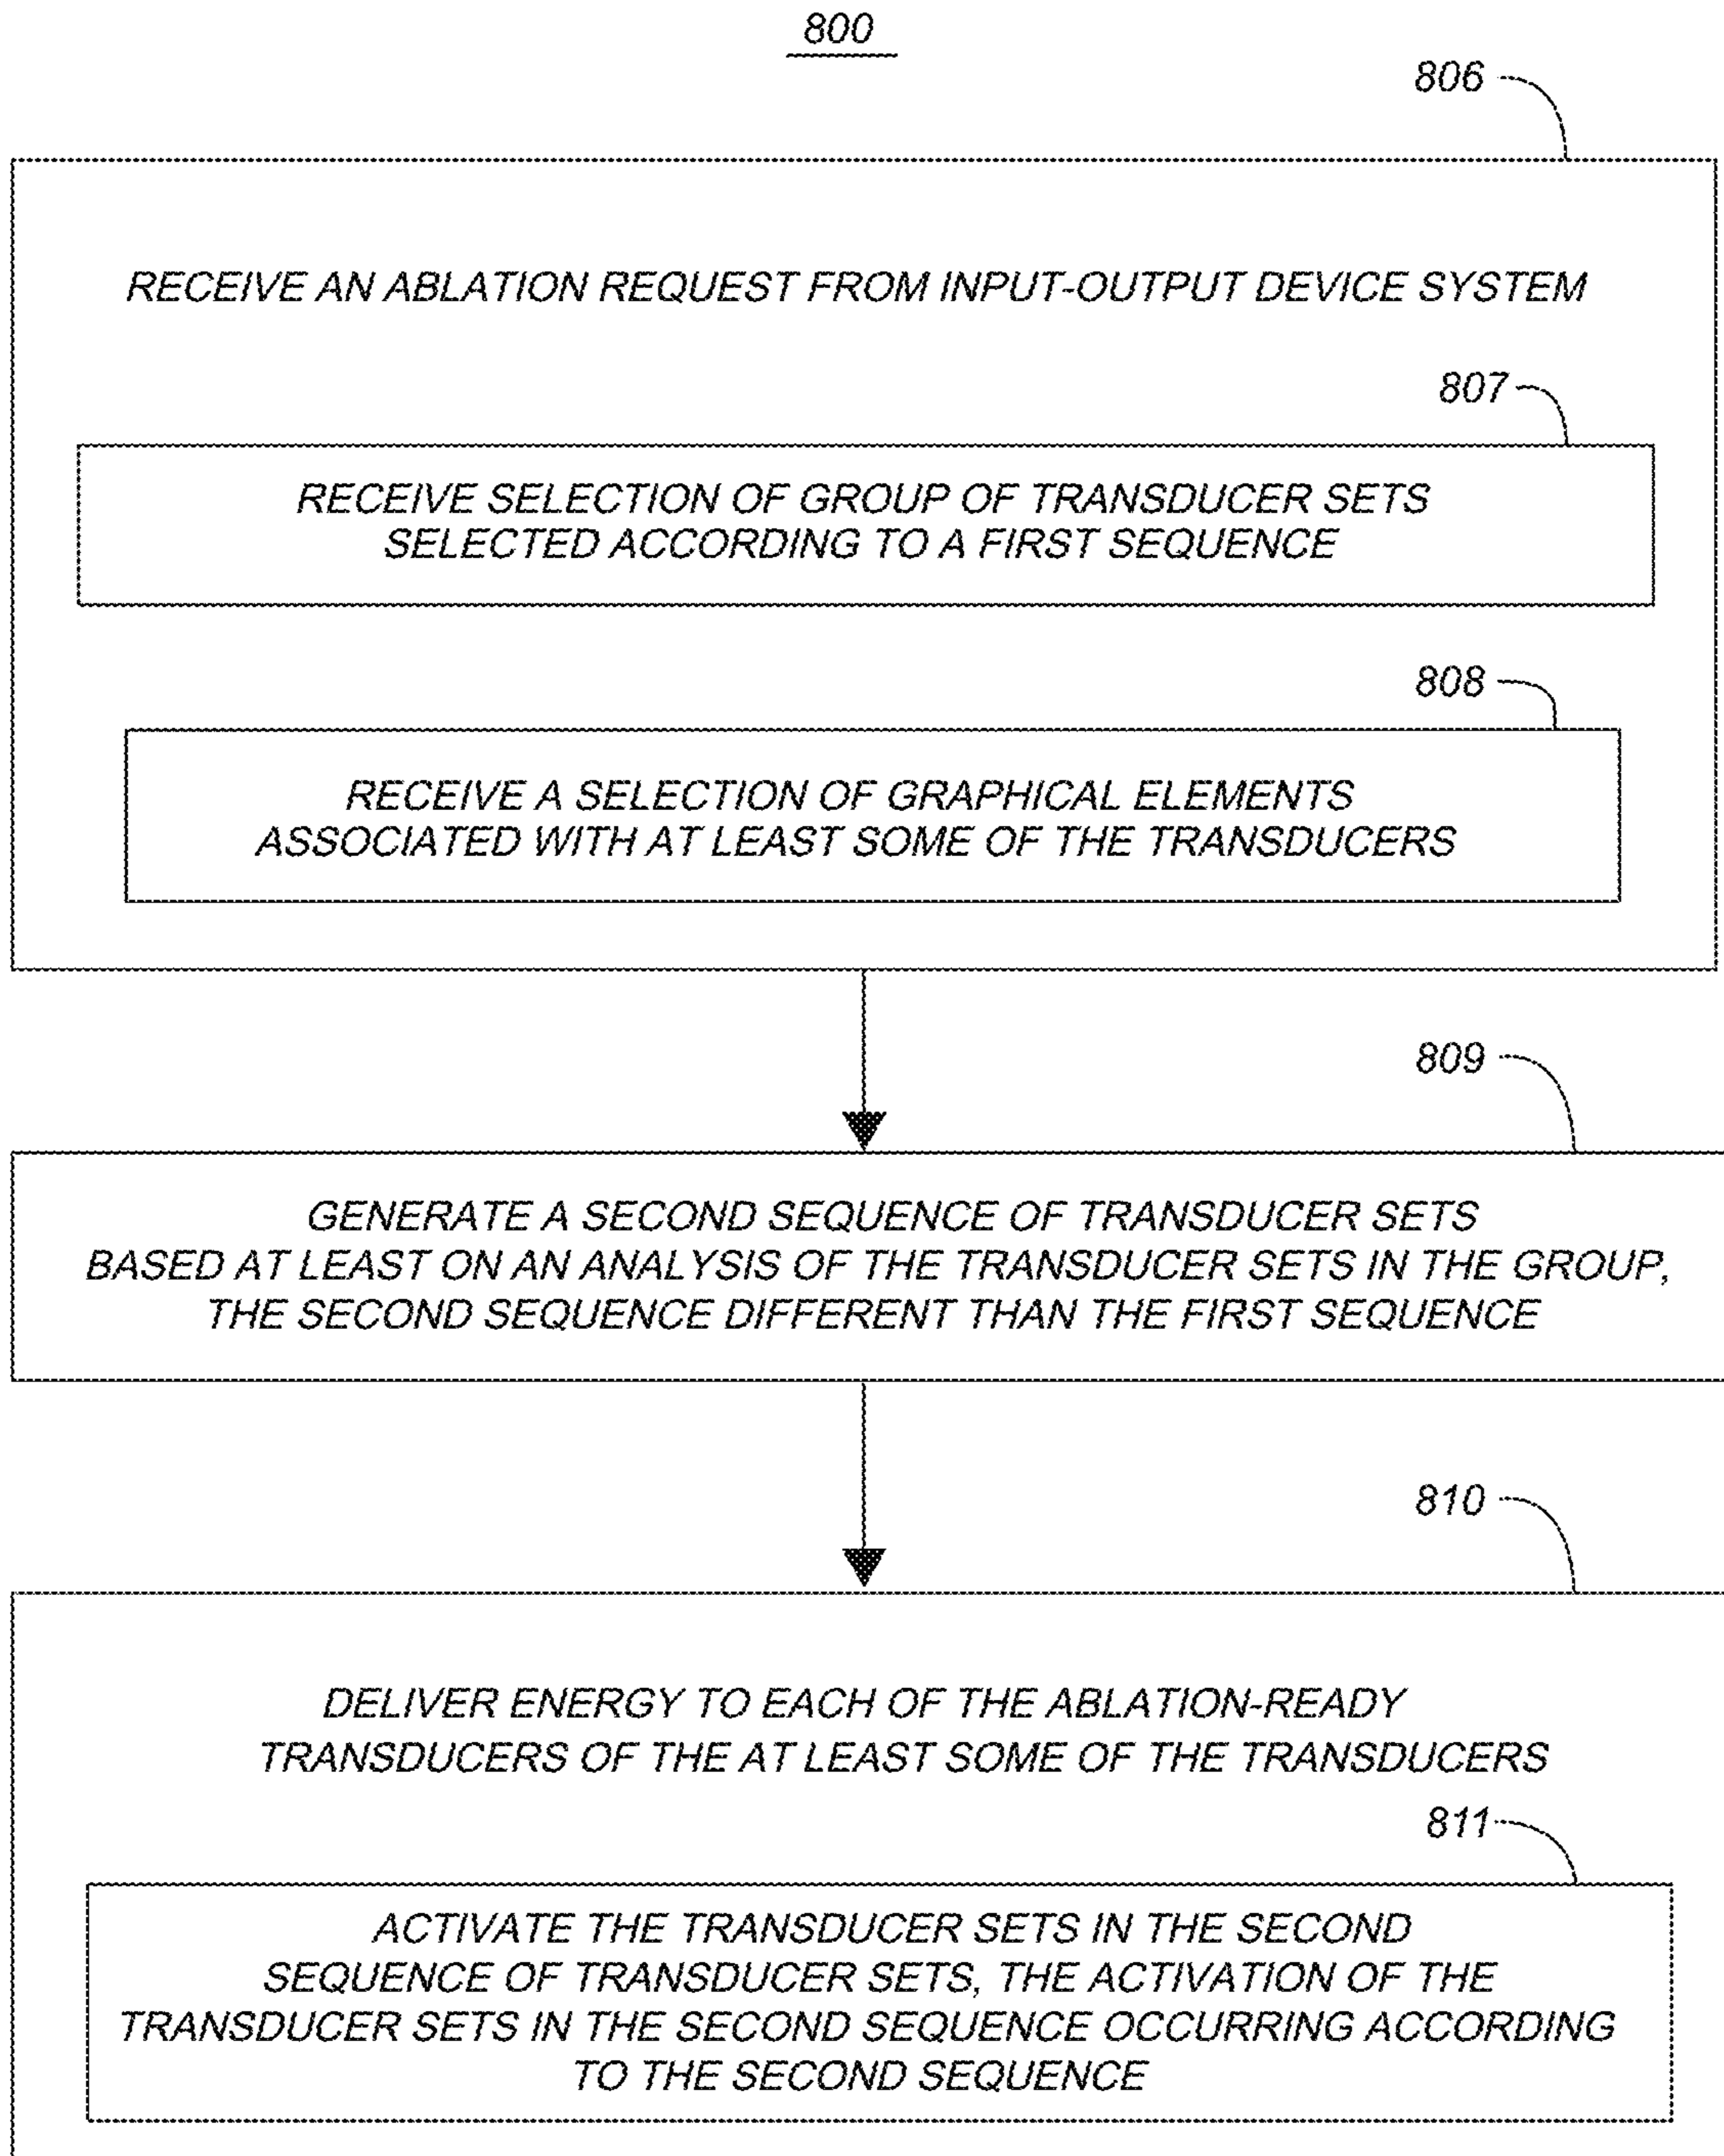 800
806
RECEIVE AN ABLATION REQUEST FROM INPUT-OUTPUT DEVICE SYSTEM
807
RECEIVE SELECTION OF GROUP OF TRANSDUCER SETS
SELECTED ACCORDING TO A FIRST SEQUENCE
808
RECEIVE A SELECTION OF GRAPHICAL ELEMENTS
ASSOCIATED WITH AT LEAST SOME OF THE TRANSDUCERS
809
GENERATE A SECOND SEQUENCE OF TRANSDUCER SETS
BASED AT LEAST ON AN ANALYSIS OF THE TRANSDUCER SETS IN THE GROUP,
THE SECOND SEQUENCE DIFFERENT THAN THE FIRST SEQUENCE
810
DELIVER ENERGY TO EACH OF THE ABLATION-READY
TRANSDUCERS OF THE AT LEAST SOME OF THE TRANSDUCERS
811
ACTIVATE THE TRANSDUCER SETS IN THE SECOND
SEQUENCE OF TRANSDUCER SETS, THE ACTIVATION OF THE
TRANSDUCER SETS IN THE SECOND SEQUENCE OCCURRING ACCORDING
TO THE SECOND SEQUENCE